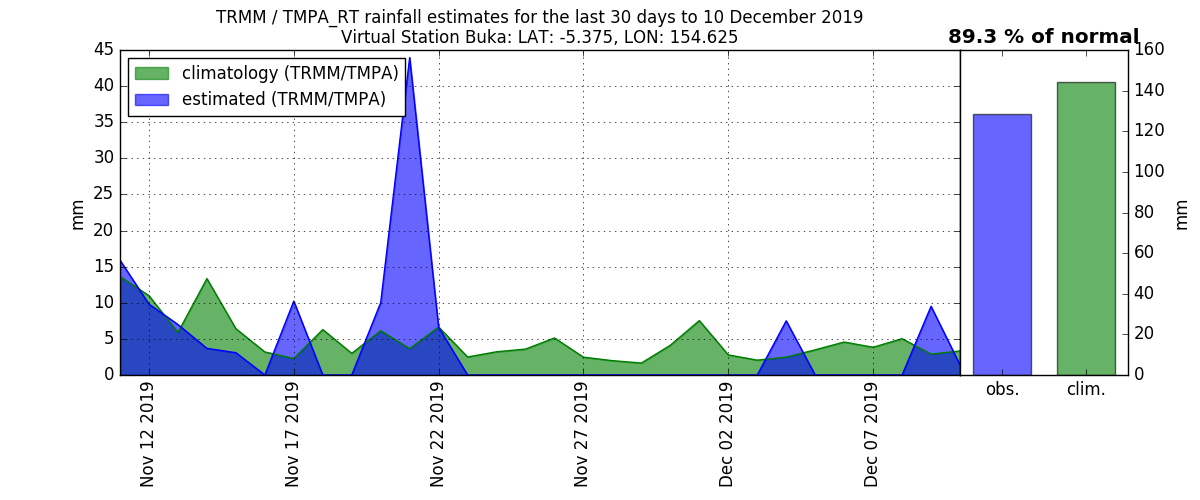 TRMM / TMPA_RT rainfall estimates for the last 30 days to 10 December 2019
Virtual Station Buka: LAT: -5.375, LON: 154.625
89.3 % of normal
climatology (TRMM/TMPA)
estimated (TRMM/TMPA)
45
40
35
30
25
20
15
10
5
0
mm
Nov 12 2019
Nov 17 2019
Nov 22 2019
Nov 27 2019
Dec 02 2019
Dec 07 2019
160
140
120
100
80
60
40
20
0
mm
obs.
clim.